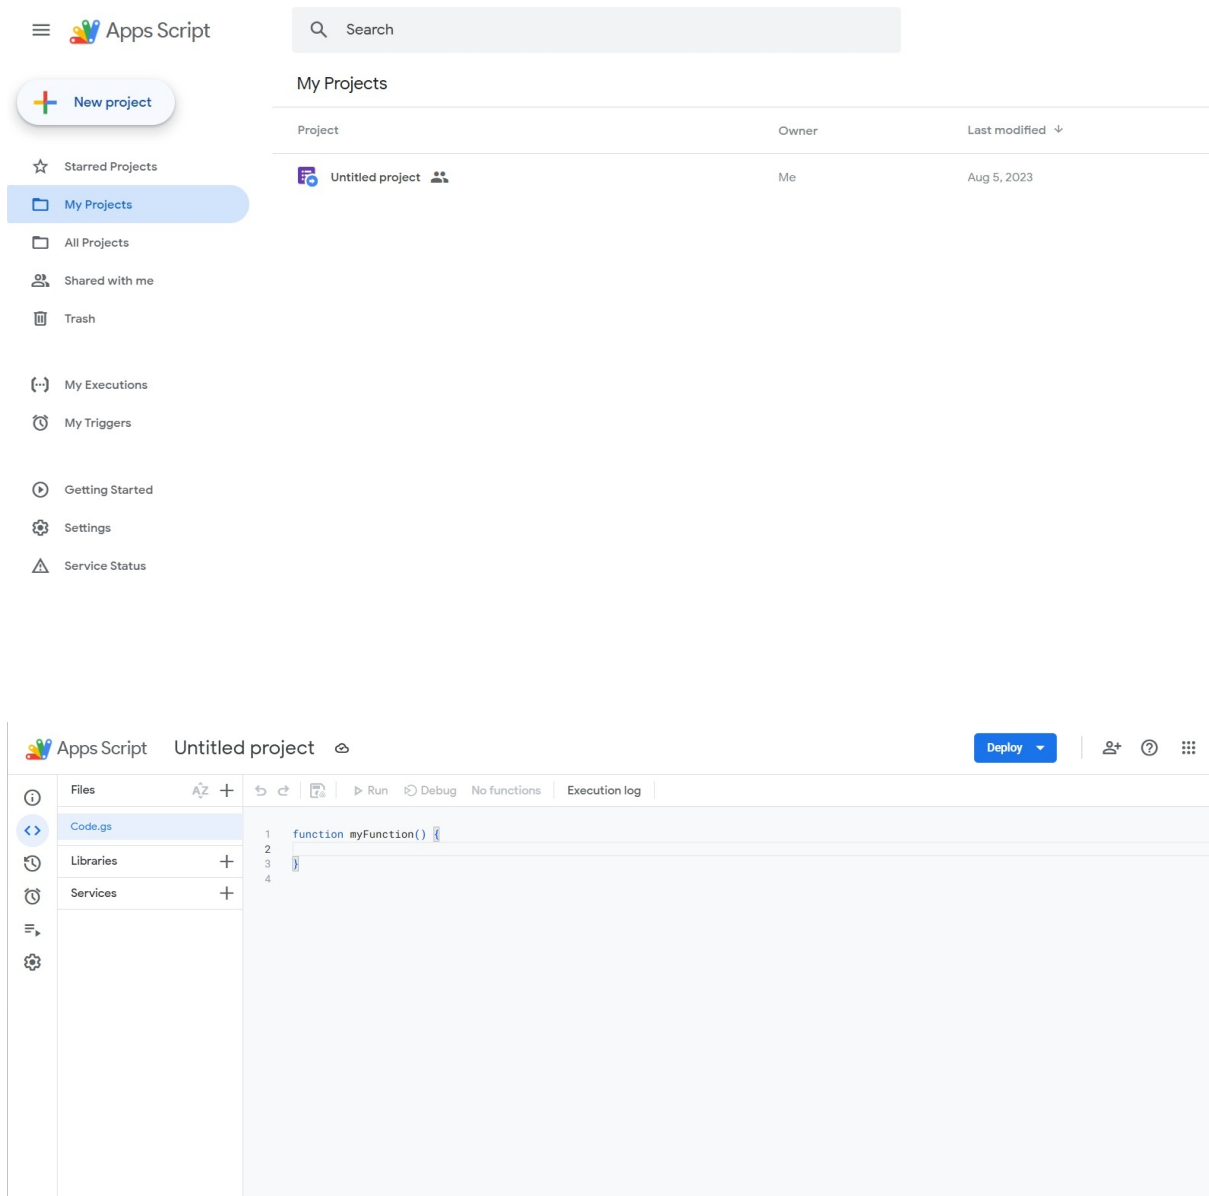 Apps Script
Search
New project
Starred Projects
My Projects
All Projects
Shared with me
Trash
My Executions
My Triggers
Getting Started
Settings
Service Status
My Projects
Project Owner Last modified
Untitled project Me Aug 5, 2023
Apps Script Untitled project Deploy
Files AZ
Code.gs
Libraries
Services
Run Debug No functions Execution log
1 function myFunction() {
2
3 }
4